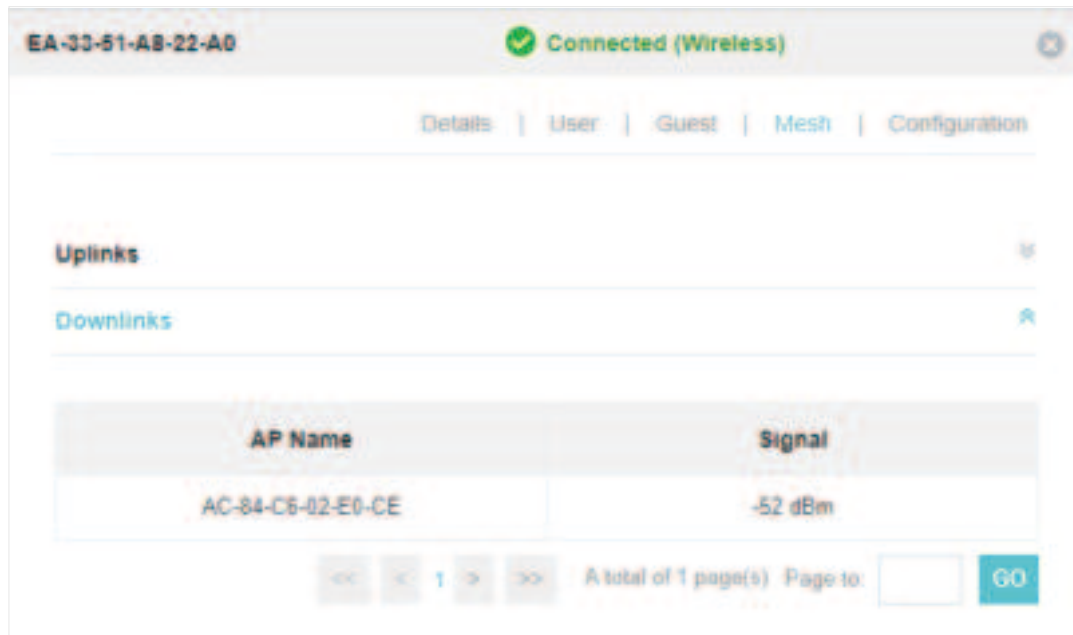 EA-33-51-A8-22-A0 Connected (Wireless)
Details | User | Guest | Mesh | Configuration
Uplinks
Downlinks
AP Name Signal
AC-84-C6-02-E0-CE -52 dBm
<< < 1 > >> A total of 1 page(s) Page to: GO